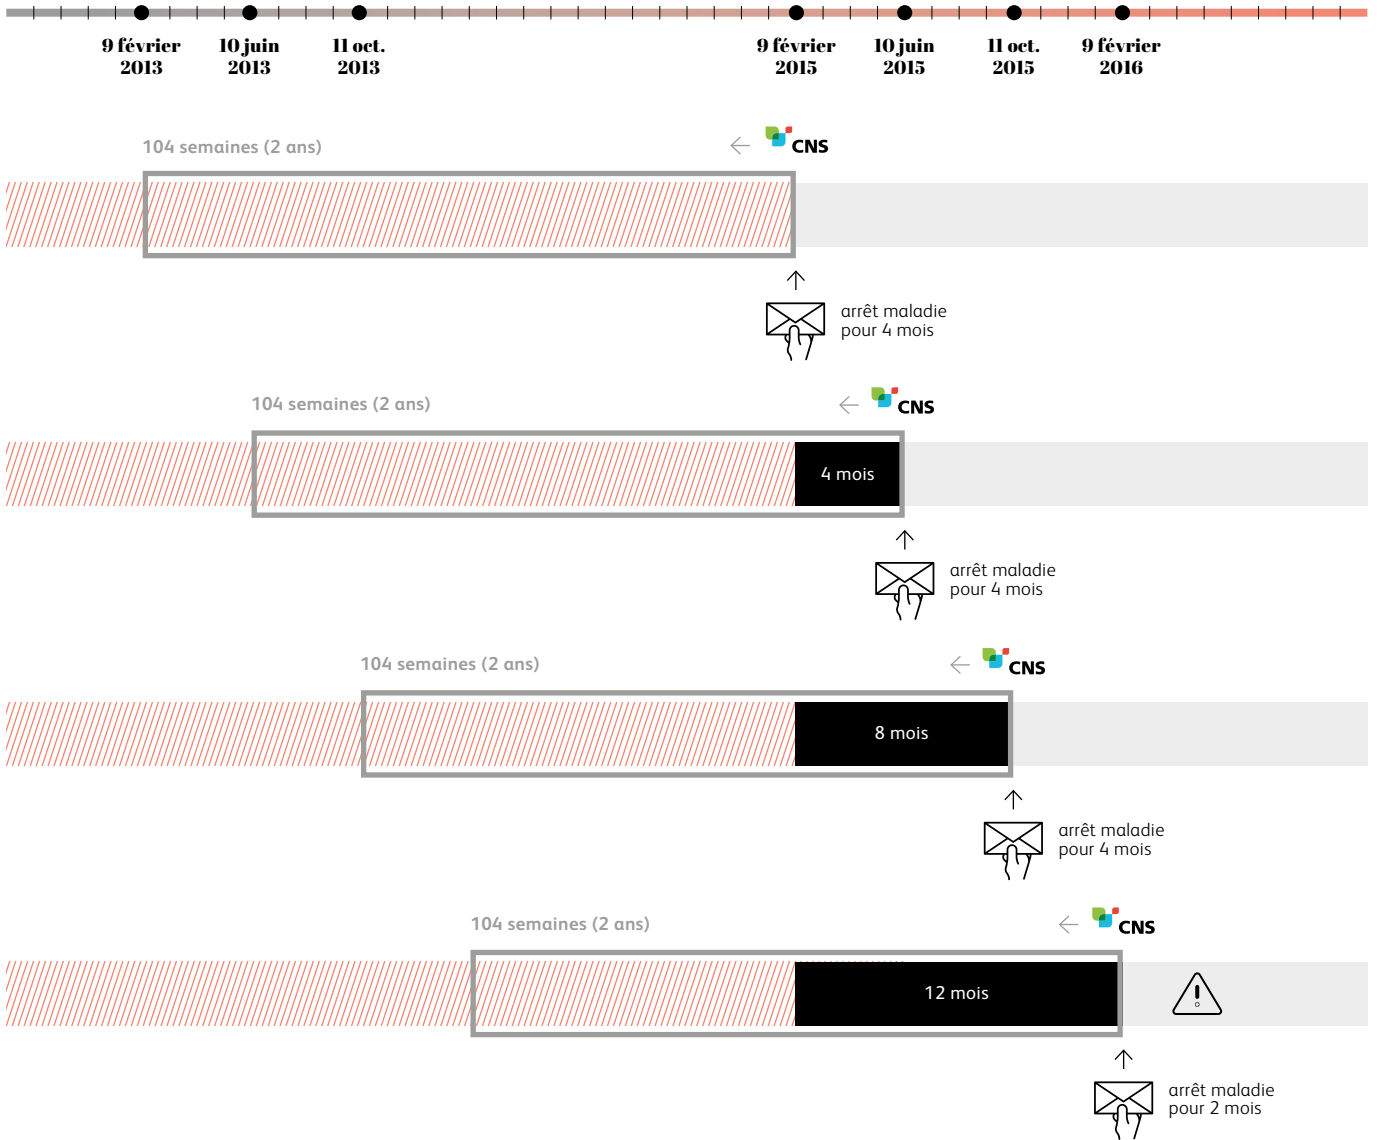 9 février 10 juin 11 oct. 9 février 10 juin 11 oct. 9 février
2013 2013 2013 2015 2015 2015 2016
104 semaines (2 ans)
CNS
arrêt maladie
pour 4 mois
104 semaines (2 ans)
CNS
4 mois
arrêt maladie
pour 4 mois
104 semaines (2 ans)
CNS
8 mois
arrêt maladie
pour 4 mois
104 semaines (2 ans)
CNS
12 mois
arrêt maladie
pour 2 mois